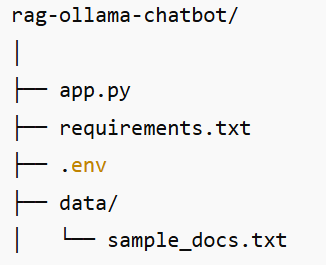 rag-ollama-chatbot/
│
├── app.py
├── requirements.txt
├── .env
├── data/
│   └── sample_docs.txt